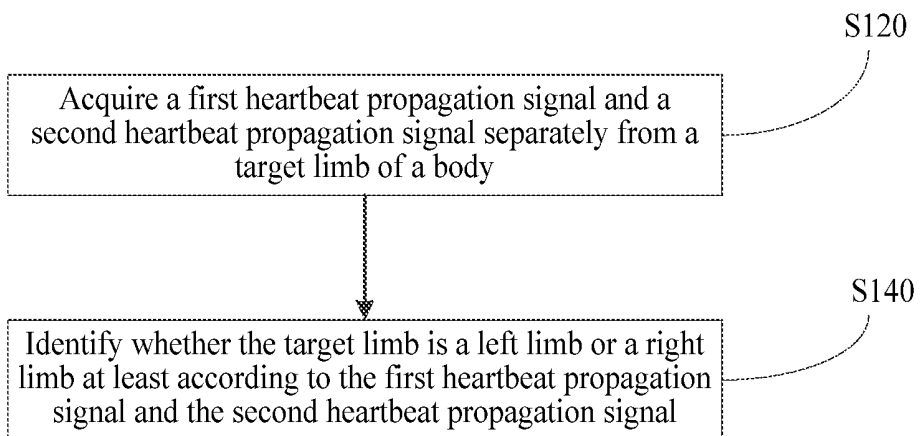 S120
Acquire a first heartbeat propagation signal and a
second heartbeat propagation signal separately from a
target limb of a body
S140
Identify whether the target limb is a left limb or a right
limb at least according to the first heartbeat propagation
signal and the second heartbeat propagation signal